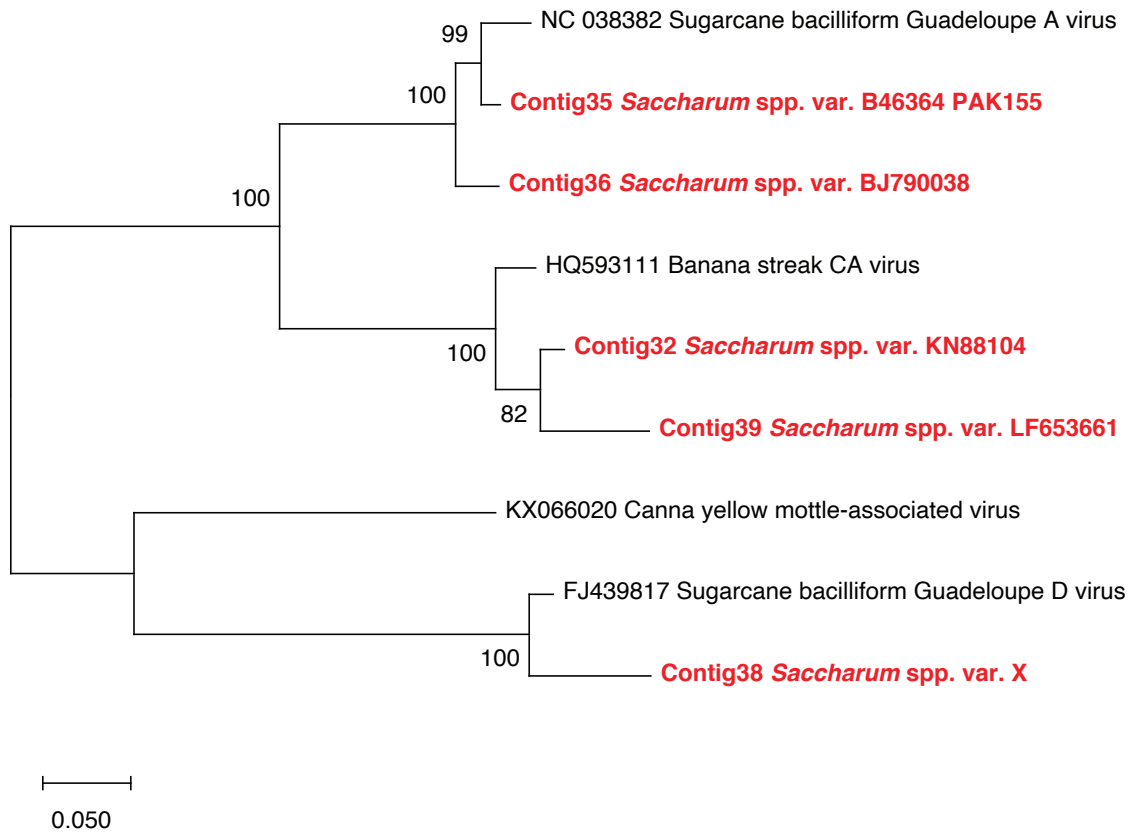 NC 038382 Sugarcane bacilliform Guadeloupe A virus
99
100
Contig35 Saccharum spp. var. B46364 PAK155
Contig36 Saccharum spp. var. BJ790038
100
HQ593111 Banana streak CA virus
Contig32 Saccharum spp. var. KN88104
100
82
Contig39 Saccharum spp. var. LF653661
KX066020 Canna yellow mottle-associated virus
FJ439817 Sugarcane bacilliform Guadeloupe D virus
100
Contig38 Saccharum spp. var. X
0.050